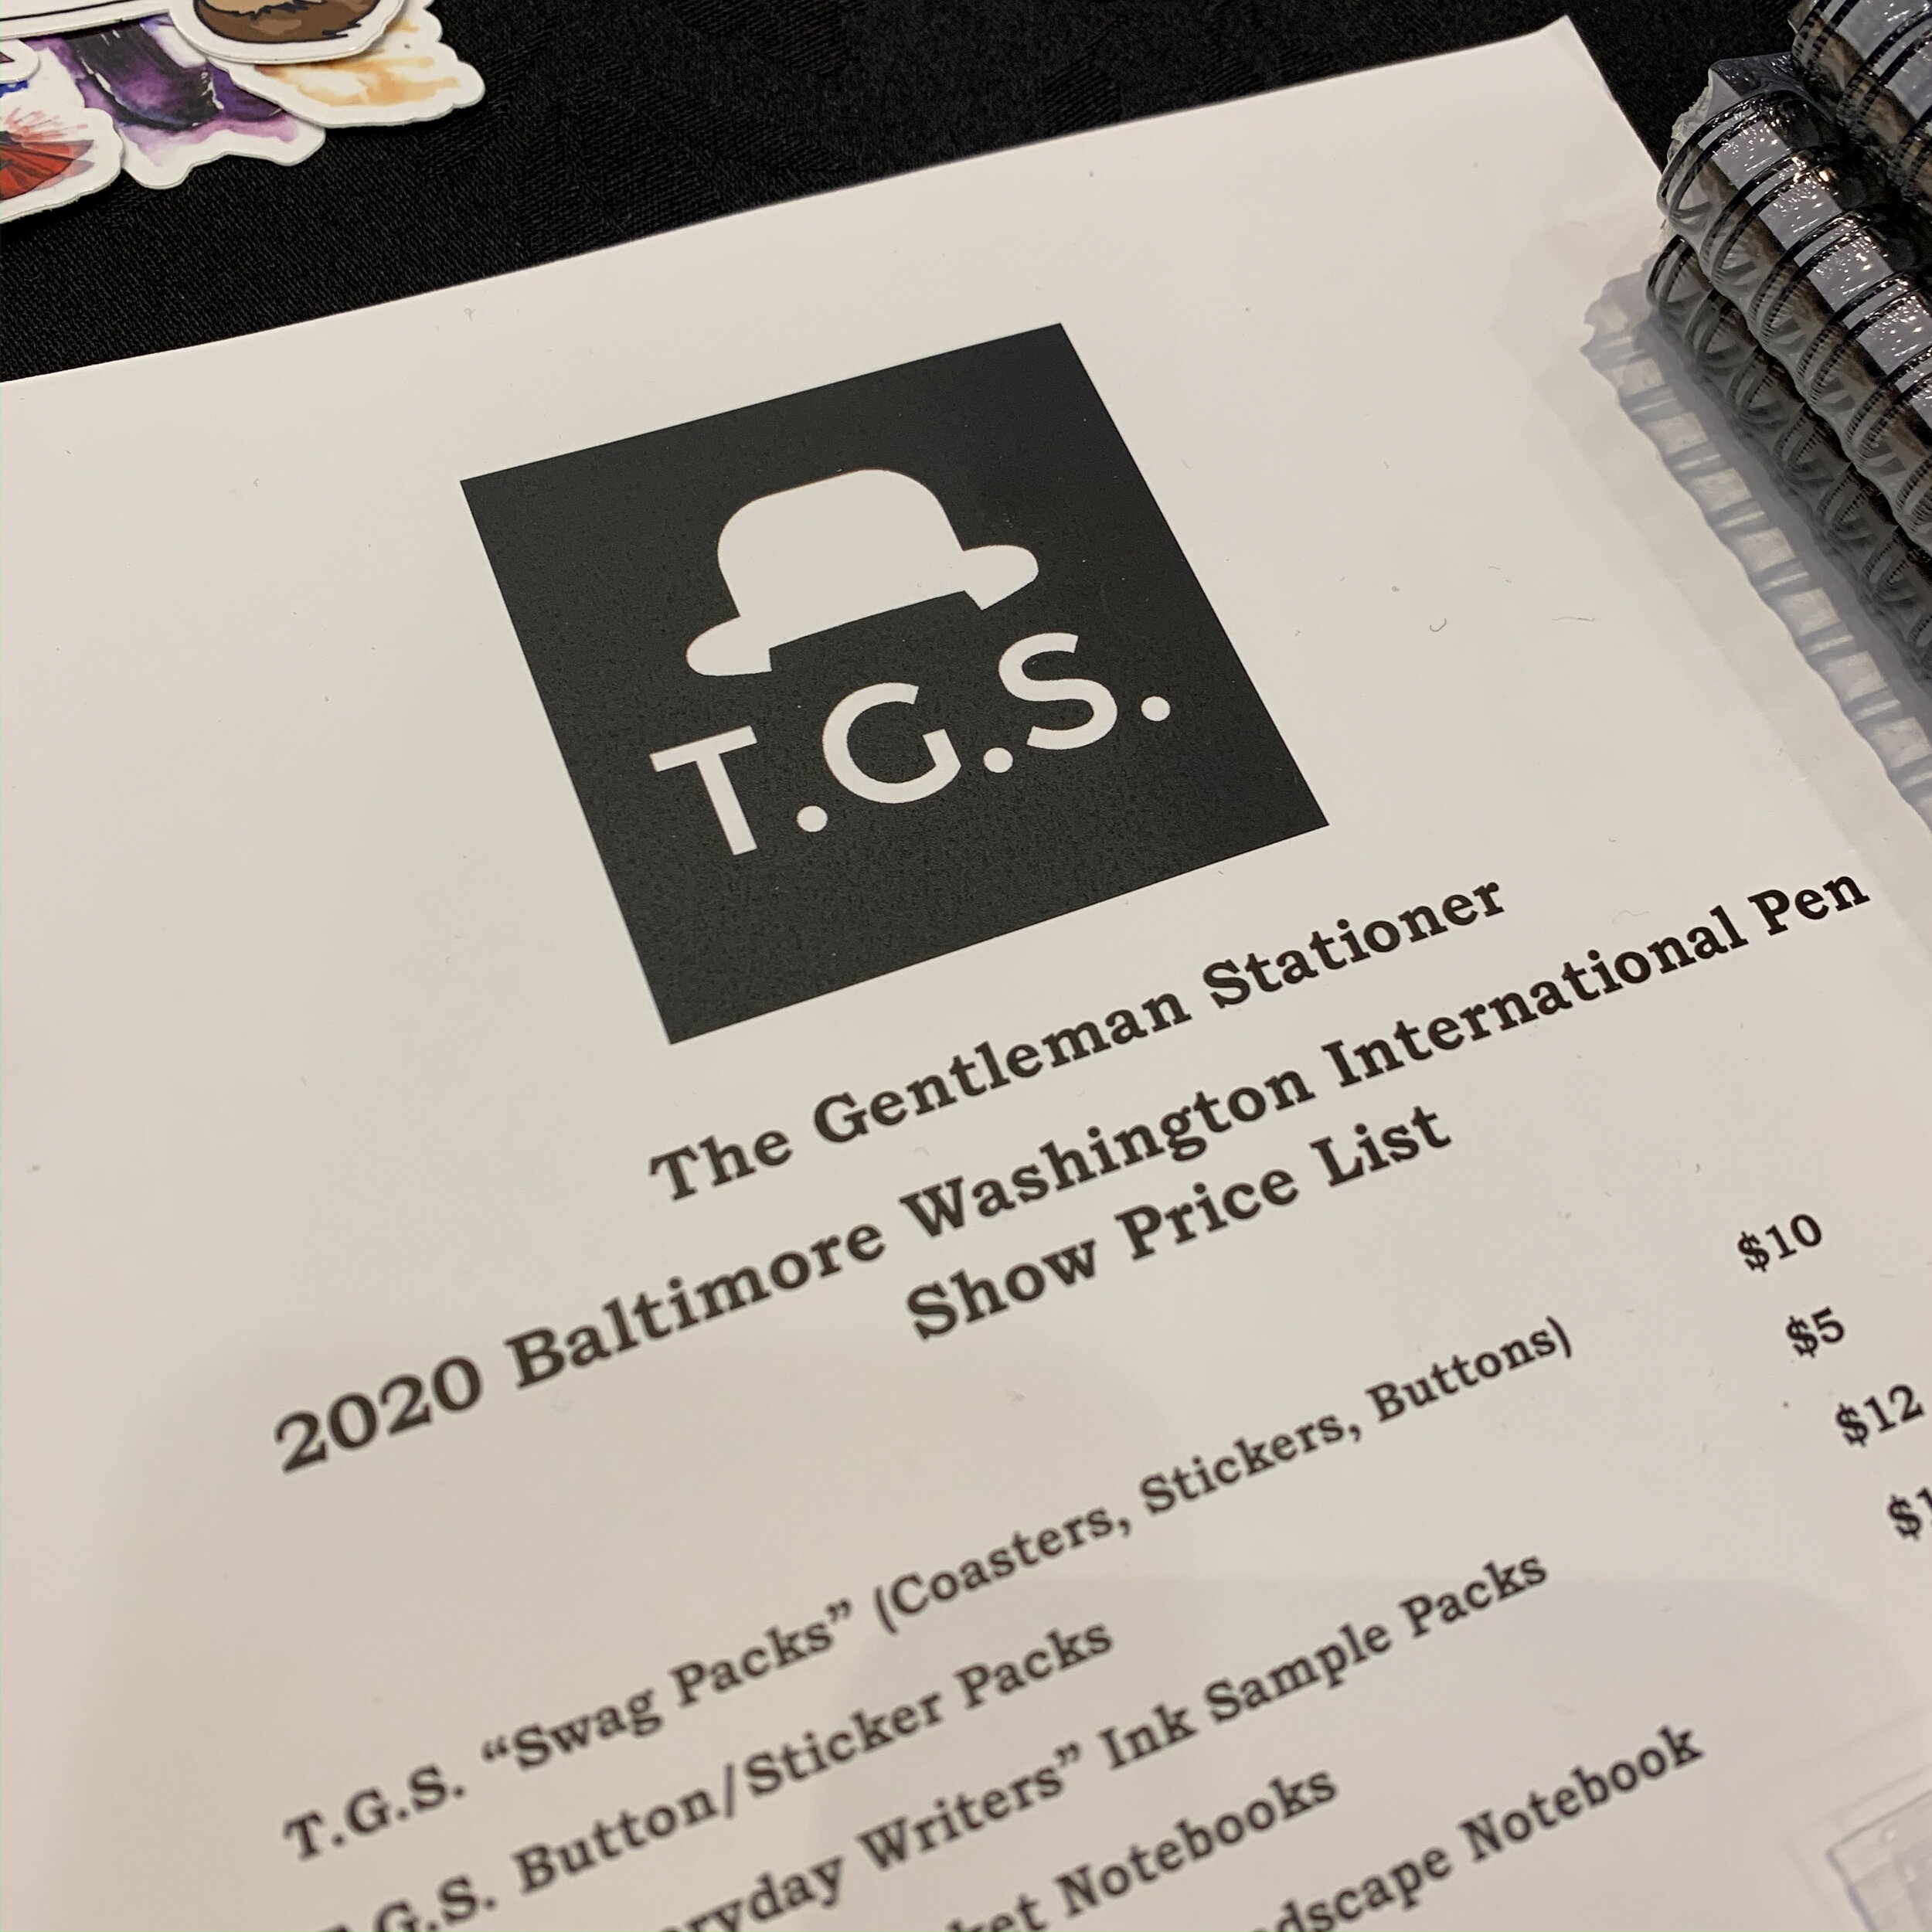 T.G.S.
The Gentleman Stationer
2020 Baltimore Washington International Pen
Show Price List
T.G.S. “Swag Packs” (Coasters, Stickers, Buttons) $10
.G.S. Button/Sticker Packs $5
Writers” Ink Sample Packs $12
Notebooks
Notebook